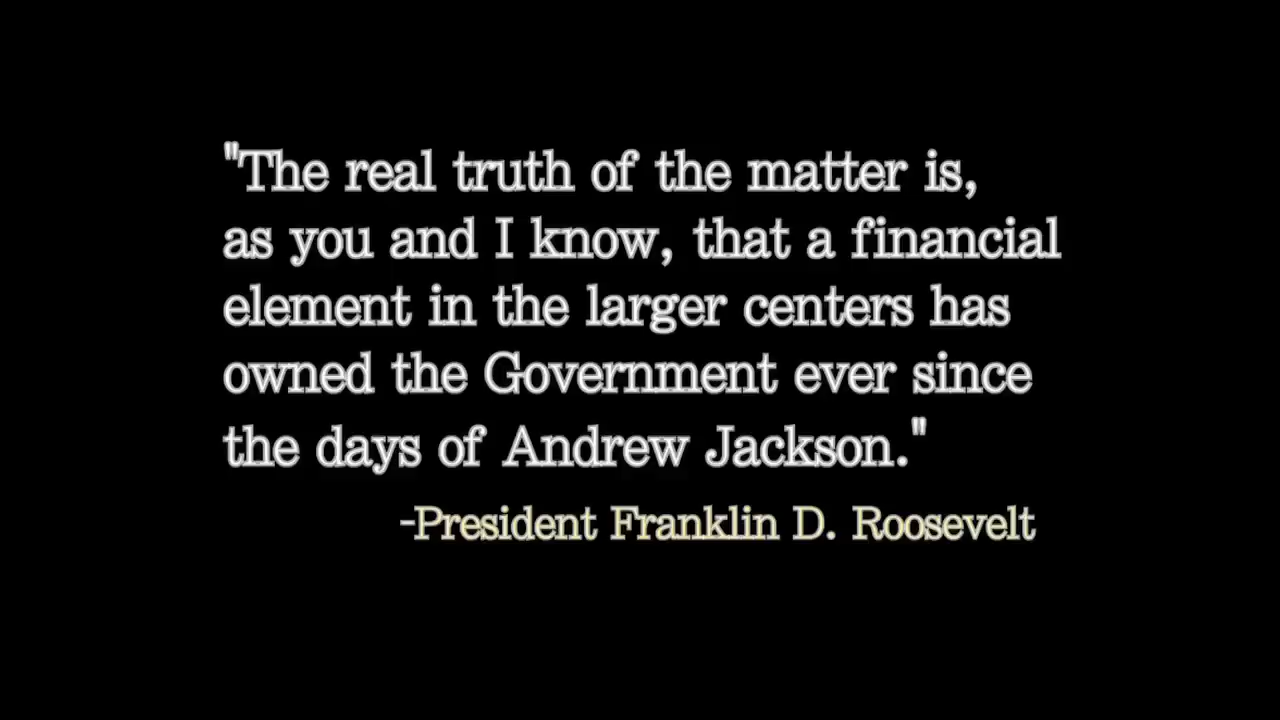 "The real truth of the matter is,
as you and I know, that a financial
element in the larger centers has
owned the Government ever since
the days of Andrew Jackson."
-President Franklin D. Roosevelt